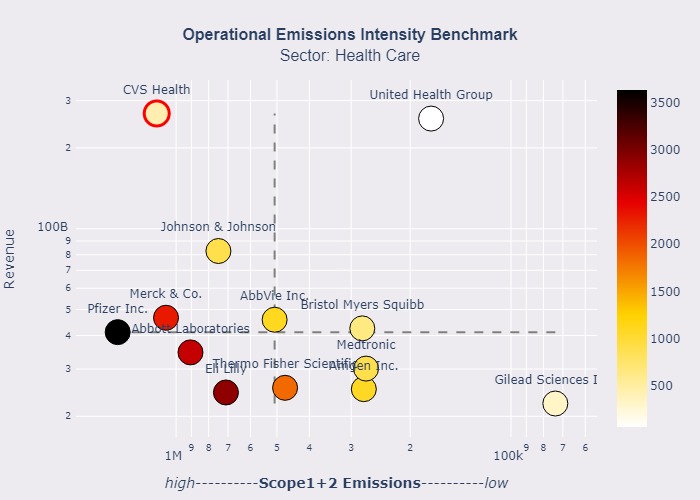 Operational Emissions Intensity Benchmark
Sector: Health Care
CVS Health
United Health Group
Johnson & Johnson
Merck & Co.
AbbVie Inc.
Pfizer Inc.
Bristol Myers Squibb
Abbott Laboratories
Medtronic
Eli Lilly
Thermo Fisher Scientific
Amgen Inc.
Gilead Sciences I
Revenue
3
2
100B
9
8
7
6
5
4
3
2
1M
9
8
7
6
5
4
3
2
100k
9
8
7
6
high----------Scope1+2 Emissions----------low
3500
3000
2500
2000
1500
1000
500